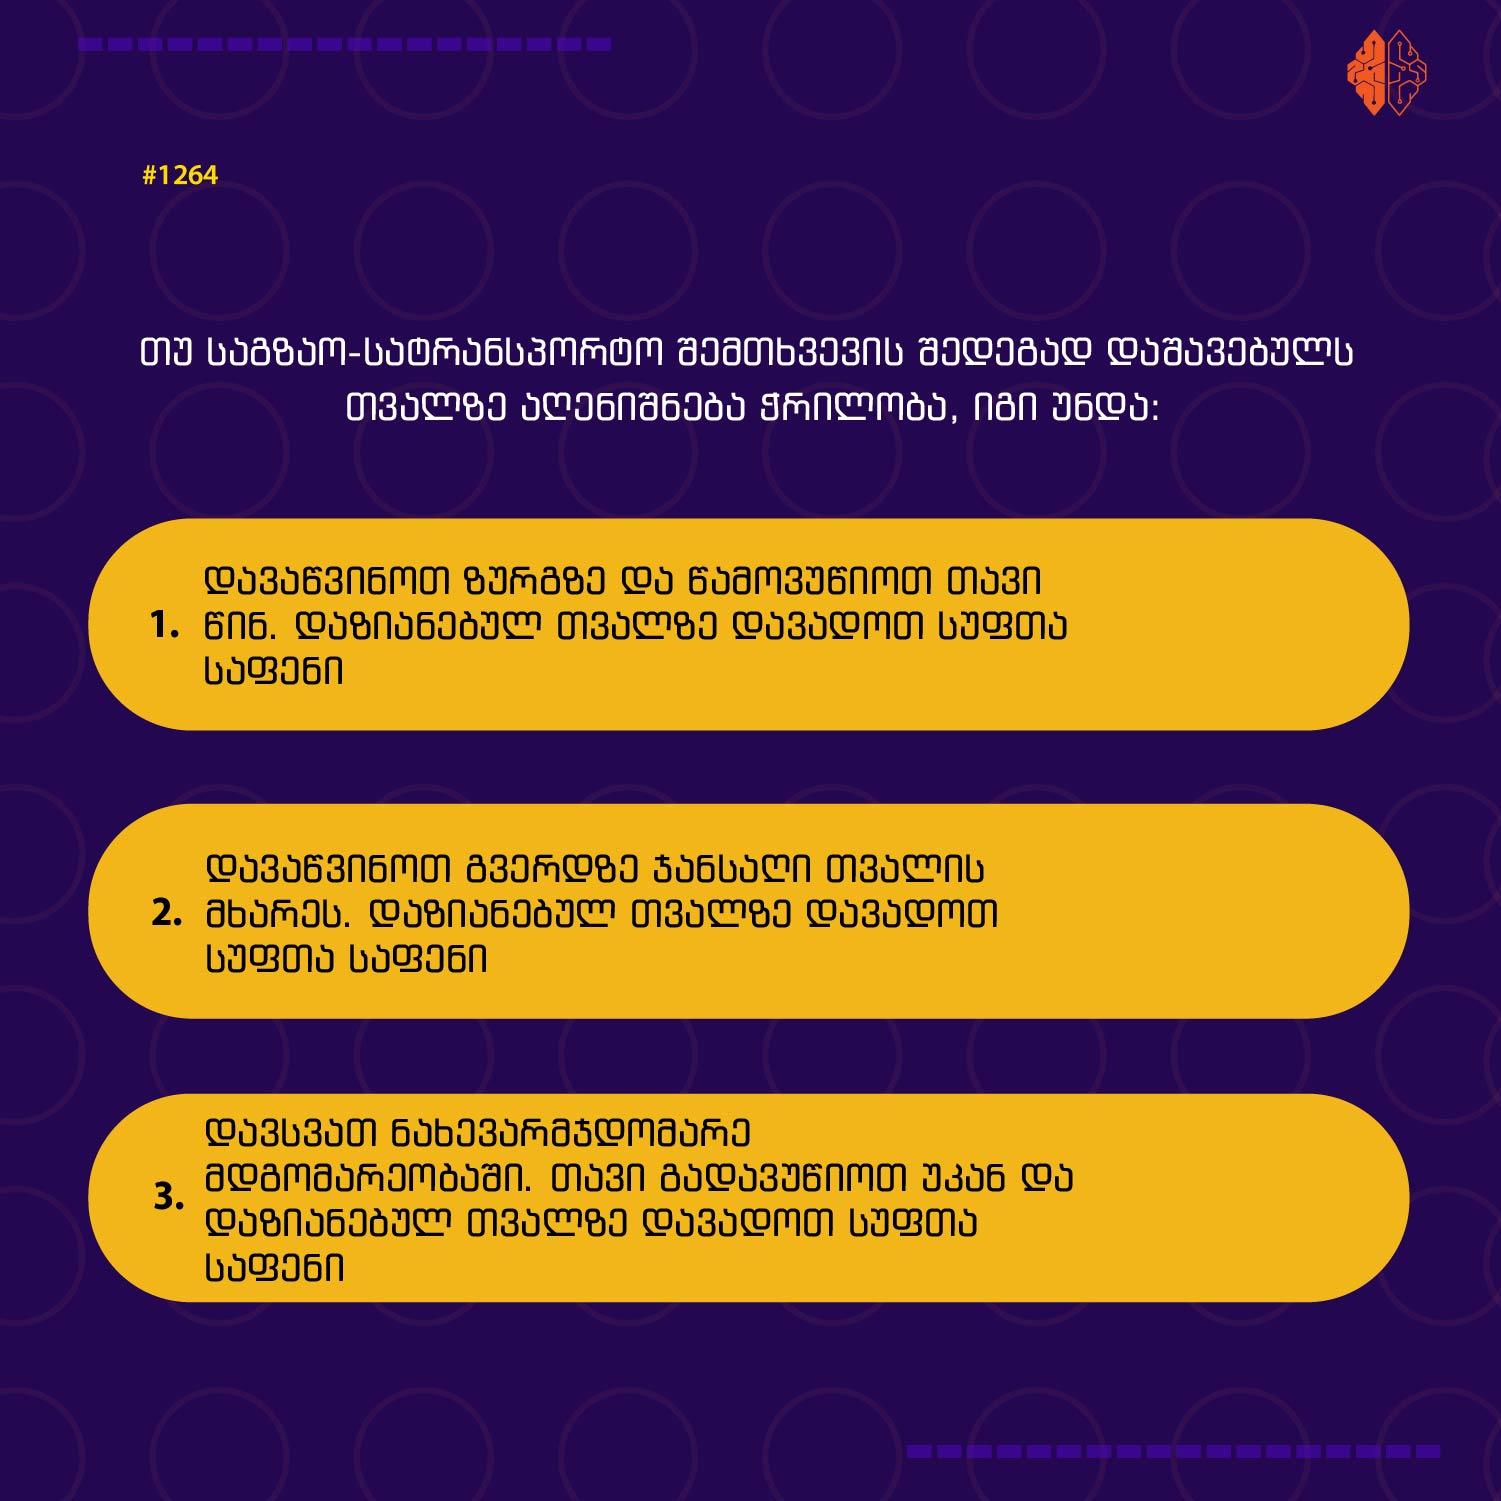 #1264
თუ საგზაო-სატრანსპორტო შემთხვევის შედეგად დაშავებულს
თვალზე აღენიშნება ჭრილობა, იგი უნდა:
დავაწვინოთ ზურგზე და წამოვუწიოთ თავი
1. წინ. დაზიანებულ თვალზე დავადოთ სუფთა
საფენი
დავაწვინოთ გვერდზე ჯანსაღი თვალის
2. მხარეს. დაზიანებულ თვალზე დავადოთ
სუფთა საფენი
დავსვათ ნახევარმჯდომარე
3. მდგომარეობაში. თავი გადავუწიოთ უკან და
დაზიანებულ თვალზე დავადოთ სუფთა
საფენი